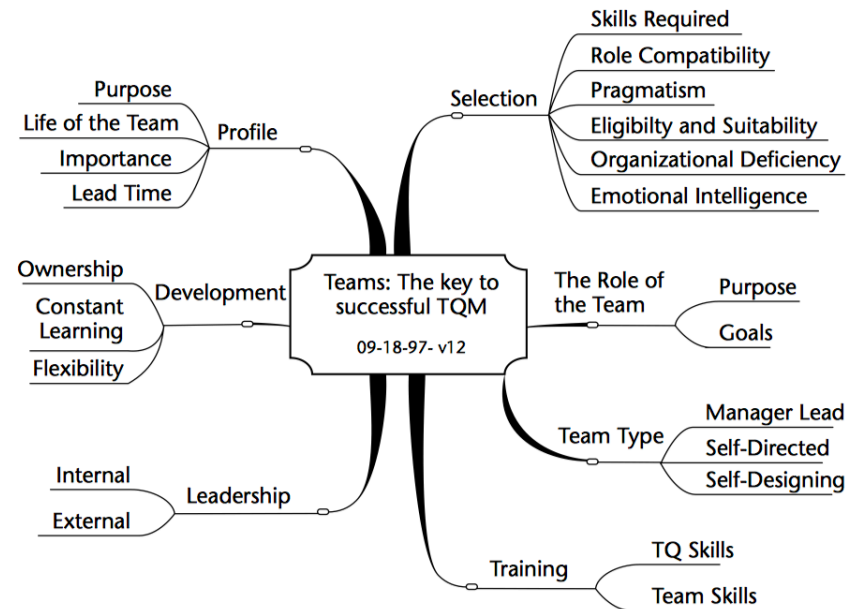 Teams: The key to
successful TQM
09-18-97- v12
Selection
Skills Required
Role Compatibility
Pragmatism
Eligibilty and Suitability
Organizational Deficiency
Emotional Intelligence
The Role of
the Team
Purpose
Goals
Team Type
Manager Lead
Self-Directed
Self-Designing
Training
TQ Skills
Team Skills
Leadership
Internal
External
Development
Ownership
Constant
Learning
Flexibility
Profile
Purpose
Life of the Team
Importance
Lead Time